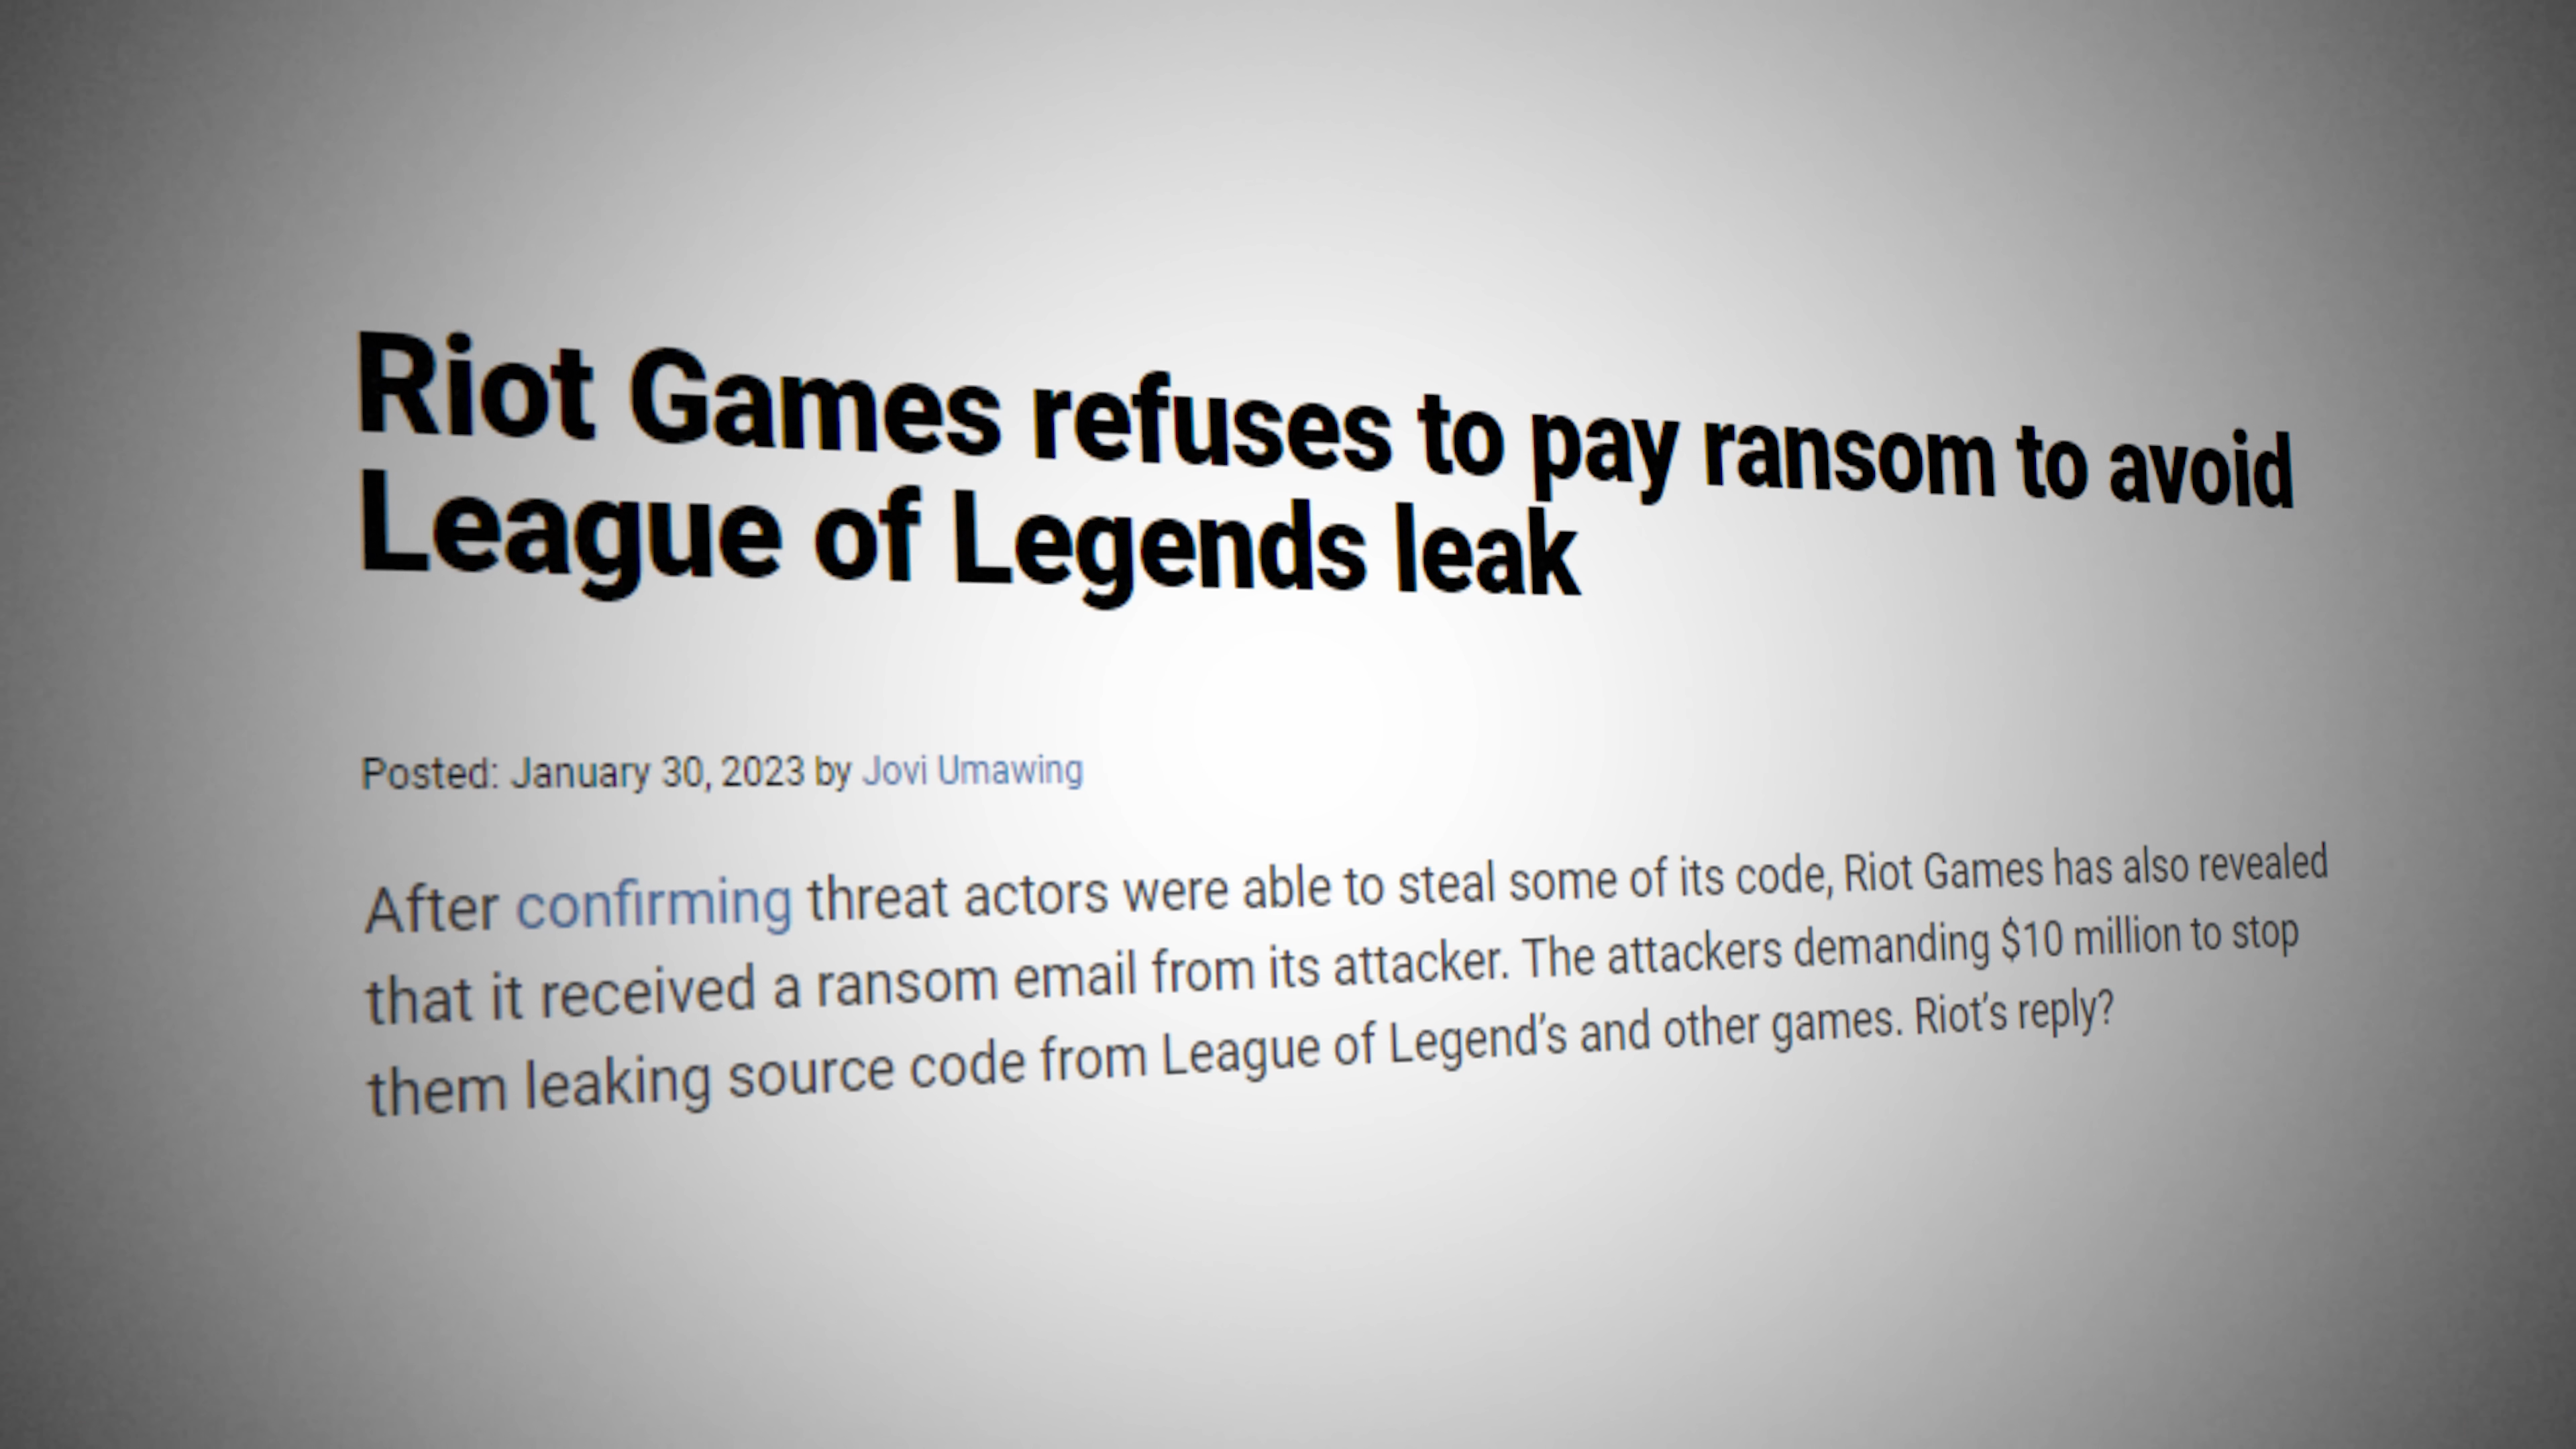 Riot Games refuses to pay ransom to avoid
League of Legends leak
Posted: January 30, 2023 by Jovi Umawing
After confirming threat actors were able to steal some of its code, Riot Games has also revealed
that it received a ransom email from its attacker. The attackers demanding $10 million to stop
them leaking source code from League of Legend’s and other games. Riot’s reply?